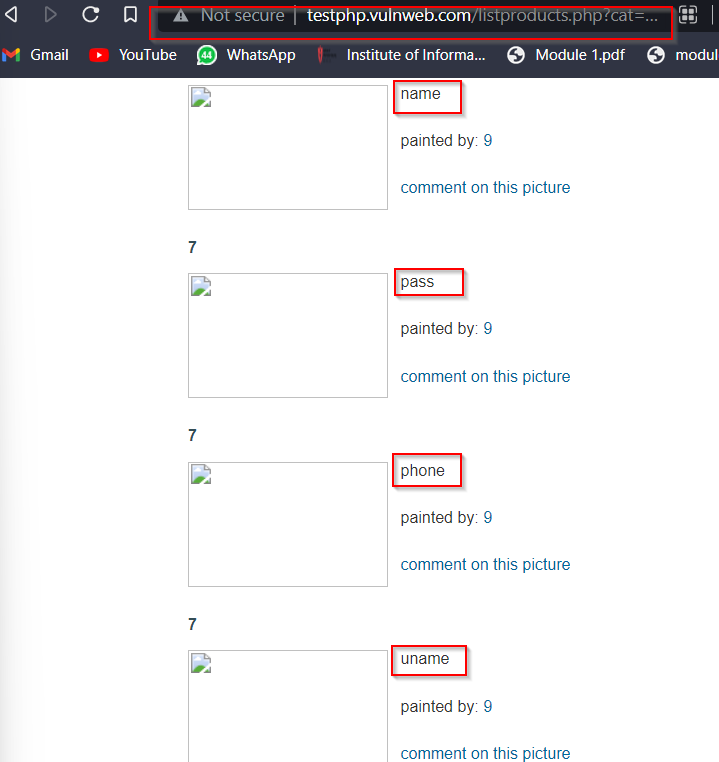 Not secure testphp.vulnweb.com/listproducts.php?cat=...
Gmail YouTube 44 WhatsApp Institute of Informa... Module 1.pdf modul
name
painted by: 9
comment on this picture
7
pass
painted by: 9
comment on this picture
7
phone
painted by: 9
comment on this picture
7
uname
painted by: 9
comment on this picture